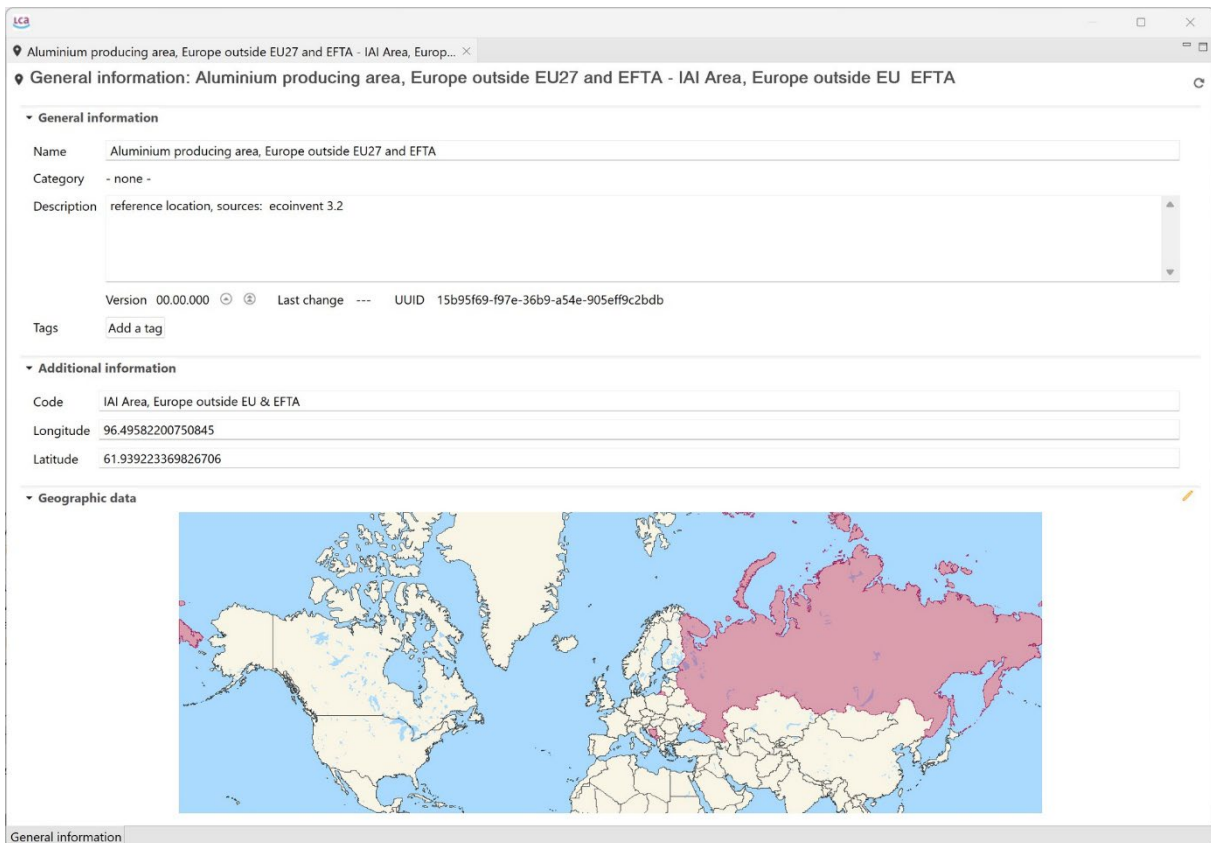 LCA
Aluminium producing area, Europe outside EU27 and EFTA - IAI Area, Europ...
General information: Aluminium producing area, Europe outside EU27 and EFTA - IAI Area, Europe outside EU  EFTA
General information
Name Aluminium producing area, Europe outside EU27 and EFTA
Category - none -
Description reference location, sources:  ecoinvent 3.2
Version 00.00.000 Last change --- UUID 15b95f69-f97e-36b9-a54e-905eff9c2bdb
Tags Add a tag
Additional information
Code IAI Area, Europe outside EU & EFTA
Longitude 96.49582200750845
Latitude 61.939223369826706
Geographic data
General information